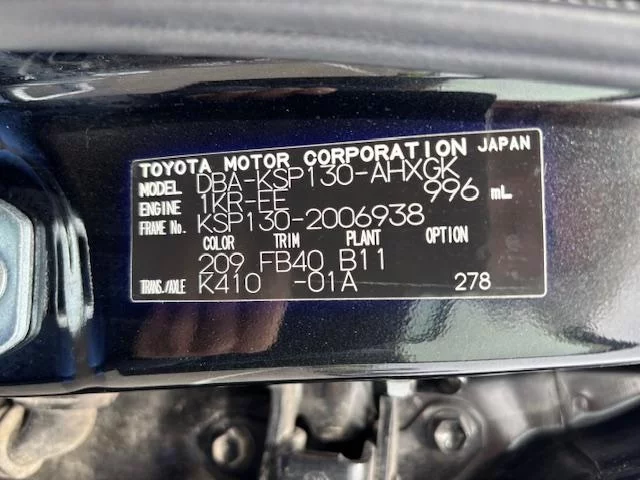 TOYOTA MOTOR CORPORATION JAPAN
MODEL DBA-KSP130-AHXGK
ENGINE 1KR-FE 996 mL
FRAME No. KSP130-2006938
COLOR TRIM PLANT OPTION
209 FB40 B11
TRANS./AXLE K410 -01A 278